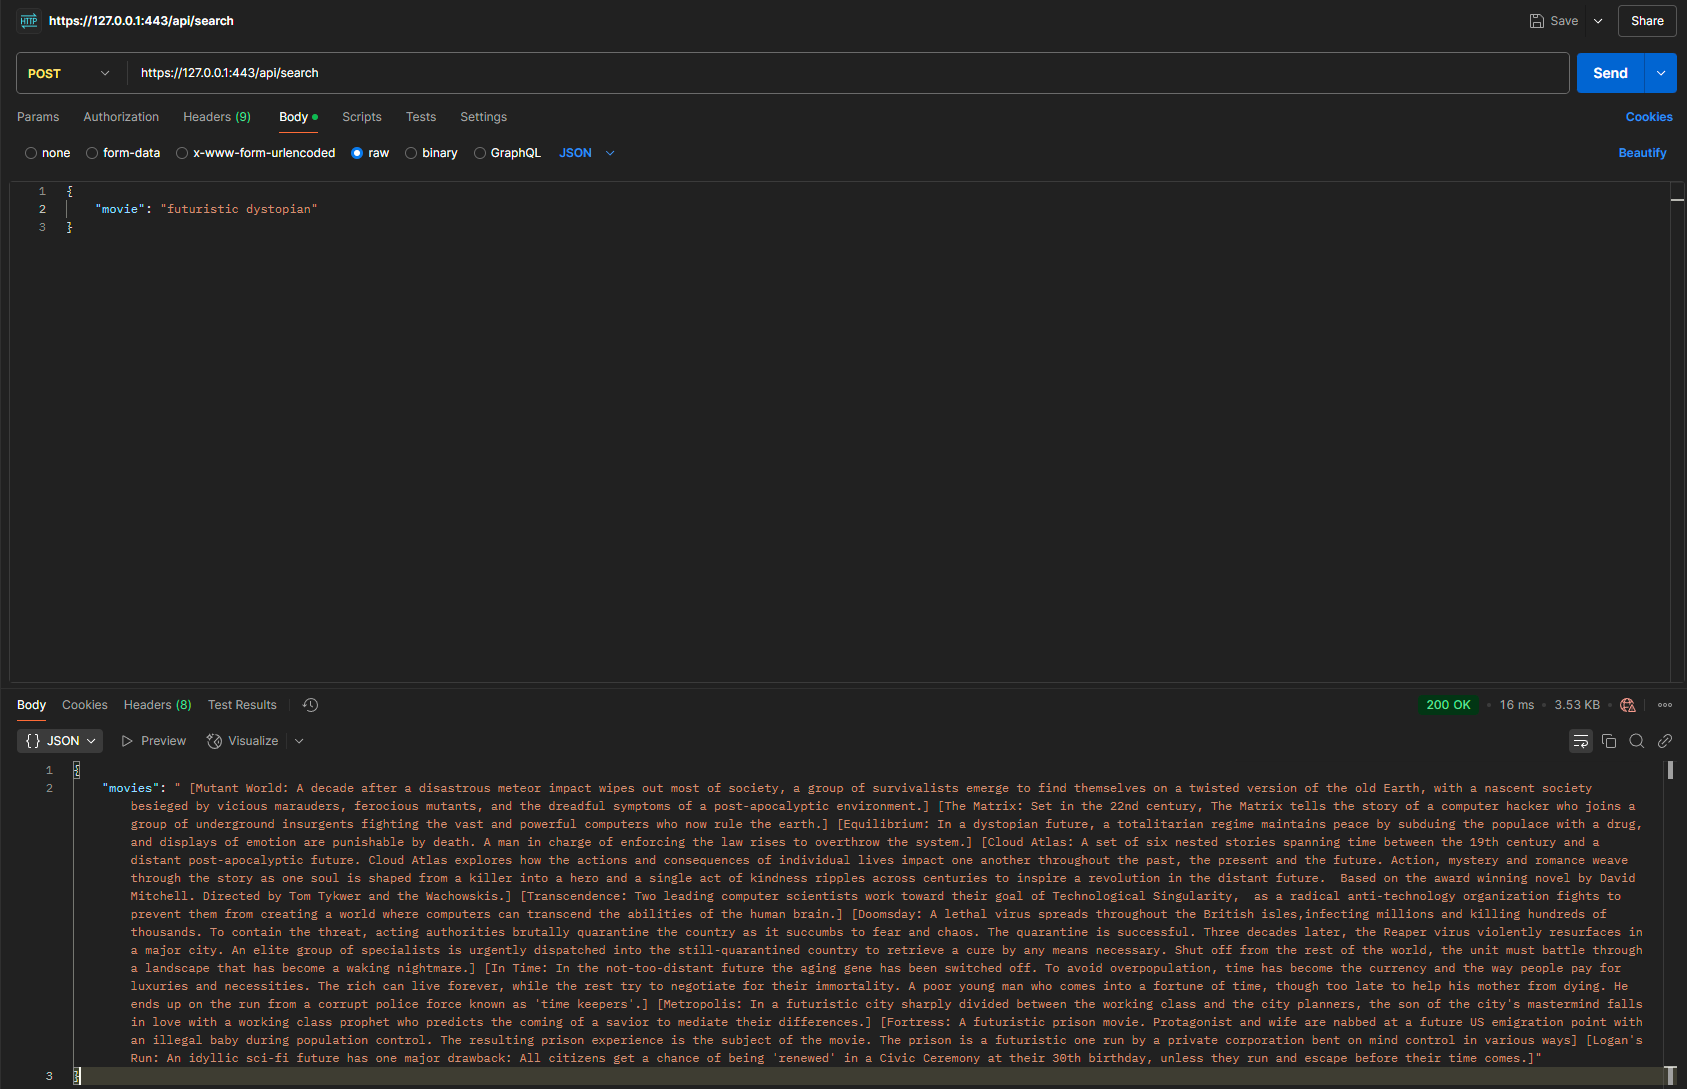 HTTP https://127.0.0.1:443/api/search Save Share
POST https://127.0.0.1:443/api/search Send
Params Authorization Headers (9) Body Scripts Tests Settings Cookies
none form-data x-www-form-urlencoded raw binary GraphQL JSON Beautify
1 {
2 "movie": "futuristic dystopian"
3 }
Body Cookies Headers (8) Test Results 200 OK 16 ms 3.53 KB
{} JSON Preview Visualize
1 {
2 "movies": " [Mutant World: A decade after a disastrous meteor impact wipes out most of society, a group of survivalists emerge to find themselves on a twisted version of the old Earth, with a nascent society
besieged by vicious marauders, ferocious mutants, and the dreadful symptoms of a post-apocalyptic environment.] [The Matrix: Set in the 22nd century, The Matrix tells the story of a computer hacker who joins a
group of underground insurgents fighting the vast and powerful computers who now rule the earth.] [Equilibrium: In a dystopian future, a totalitarian regime maintains peace by subduing the populace with a drug,
and displays of emotion are punishable by death. A man in charge of enforcing the law rises to overthrow the system.] [Cloud Atlas: A set of six nested stories spanning time between the 19th century and a
distant post-apocalyptic future. Cloud Atlas explores how the actions and consequences of individual lives impact one another throughout the past, the present and the future. Action, mystery and romance weave
through the story as one soul is shaped from a killer into a hero and a single act of kindness ripples across centuries to inspire a revolution in the distant future.  Based on the award winning novel by David
Mitchell. Directed by Tom Tykwer and the Wachowskis.] [Transcendence: Two leading computer scientists work toward their goal of Technological Singularity,  as a radical anti-technology organization fights to
prevent them from creating a world where computers can transcend the abilities of the human brain.] [Doomsday: A lethal virus spreads throughout the British isles,infecting millions and killing hundreds of
thousands. To contain the threat, acting authorities brutally quarantine the country as it succumbs to fear and chaos. The quarantine is successful. Three decades later, the Reaper virus violently resurfaces in
a major city. An elite group of specialists is urgently dispatched into the still-quarantined country to retrieve a cure by any means necessary. Shut off from the rest of the world, the unit must battle through
a landscape that has become a waking nightmare.] [In Time: In the not-too-distant future the aging gene has been switched off. To avoid overpopulation, time has become the currency and the way people pay for
luxuries and necessities. The rich can live forever, while the rest try to negotiate for their immortality. A poor young man who comes into a fortune of time, though too late to help his mother from dying. He
ends up on the run from a corrupt police force known as 'time keepers'.] [Metropolis: In a futuristic city sharply divided between the working class and the city planners, the son of the city's mastermind falls
in love with a working class prophet who predicts the coming of a savior to mediate their differences.] [Fortress: A futuristic prison movie. Protagonist and wife are nabbed at a future US emigration point with
an illegal baby during population control. The resulting prison experience is the subject of the movie. The prison is a futuristic one run by a private corporation bent on mind control in various ways] [Logan's
Run: An idyllic sci-fi future has one major drawback: All citizens get a chance of being 'renewed' in a Civic Ceremony at their 30th birthday, unless they run and escape before their time comes.]"
3 }